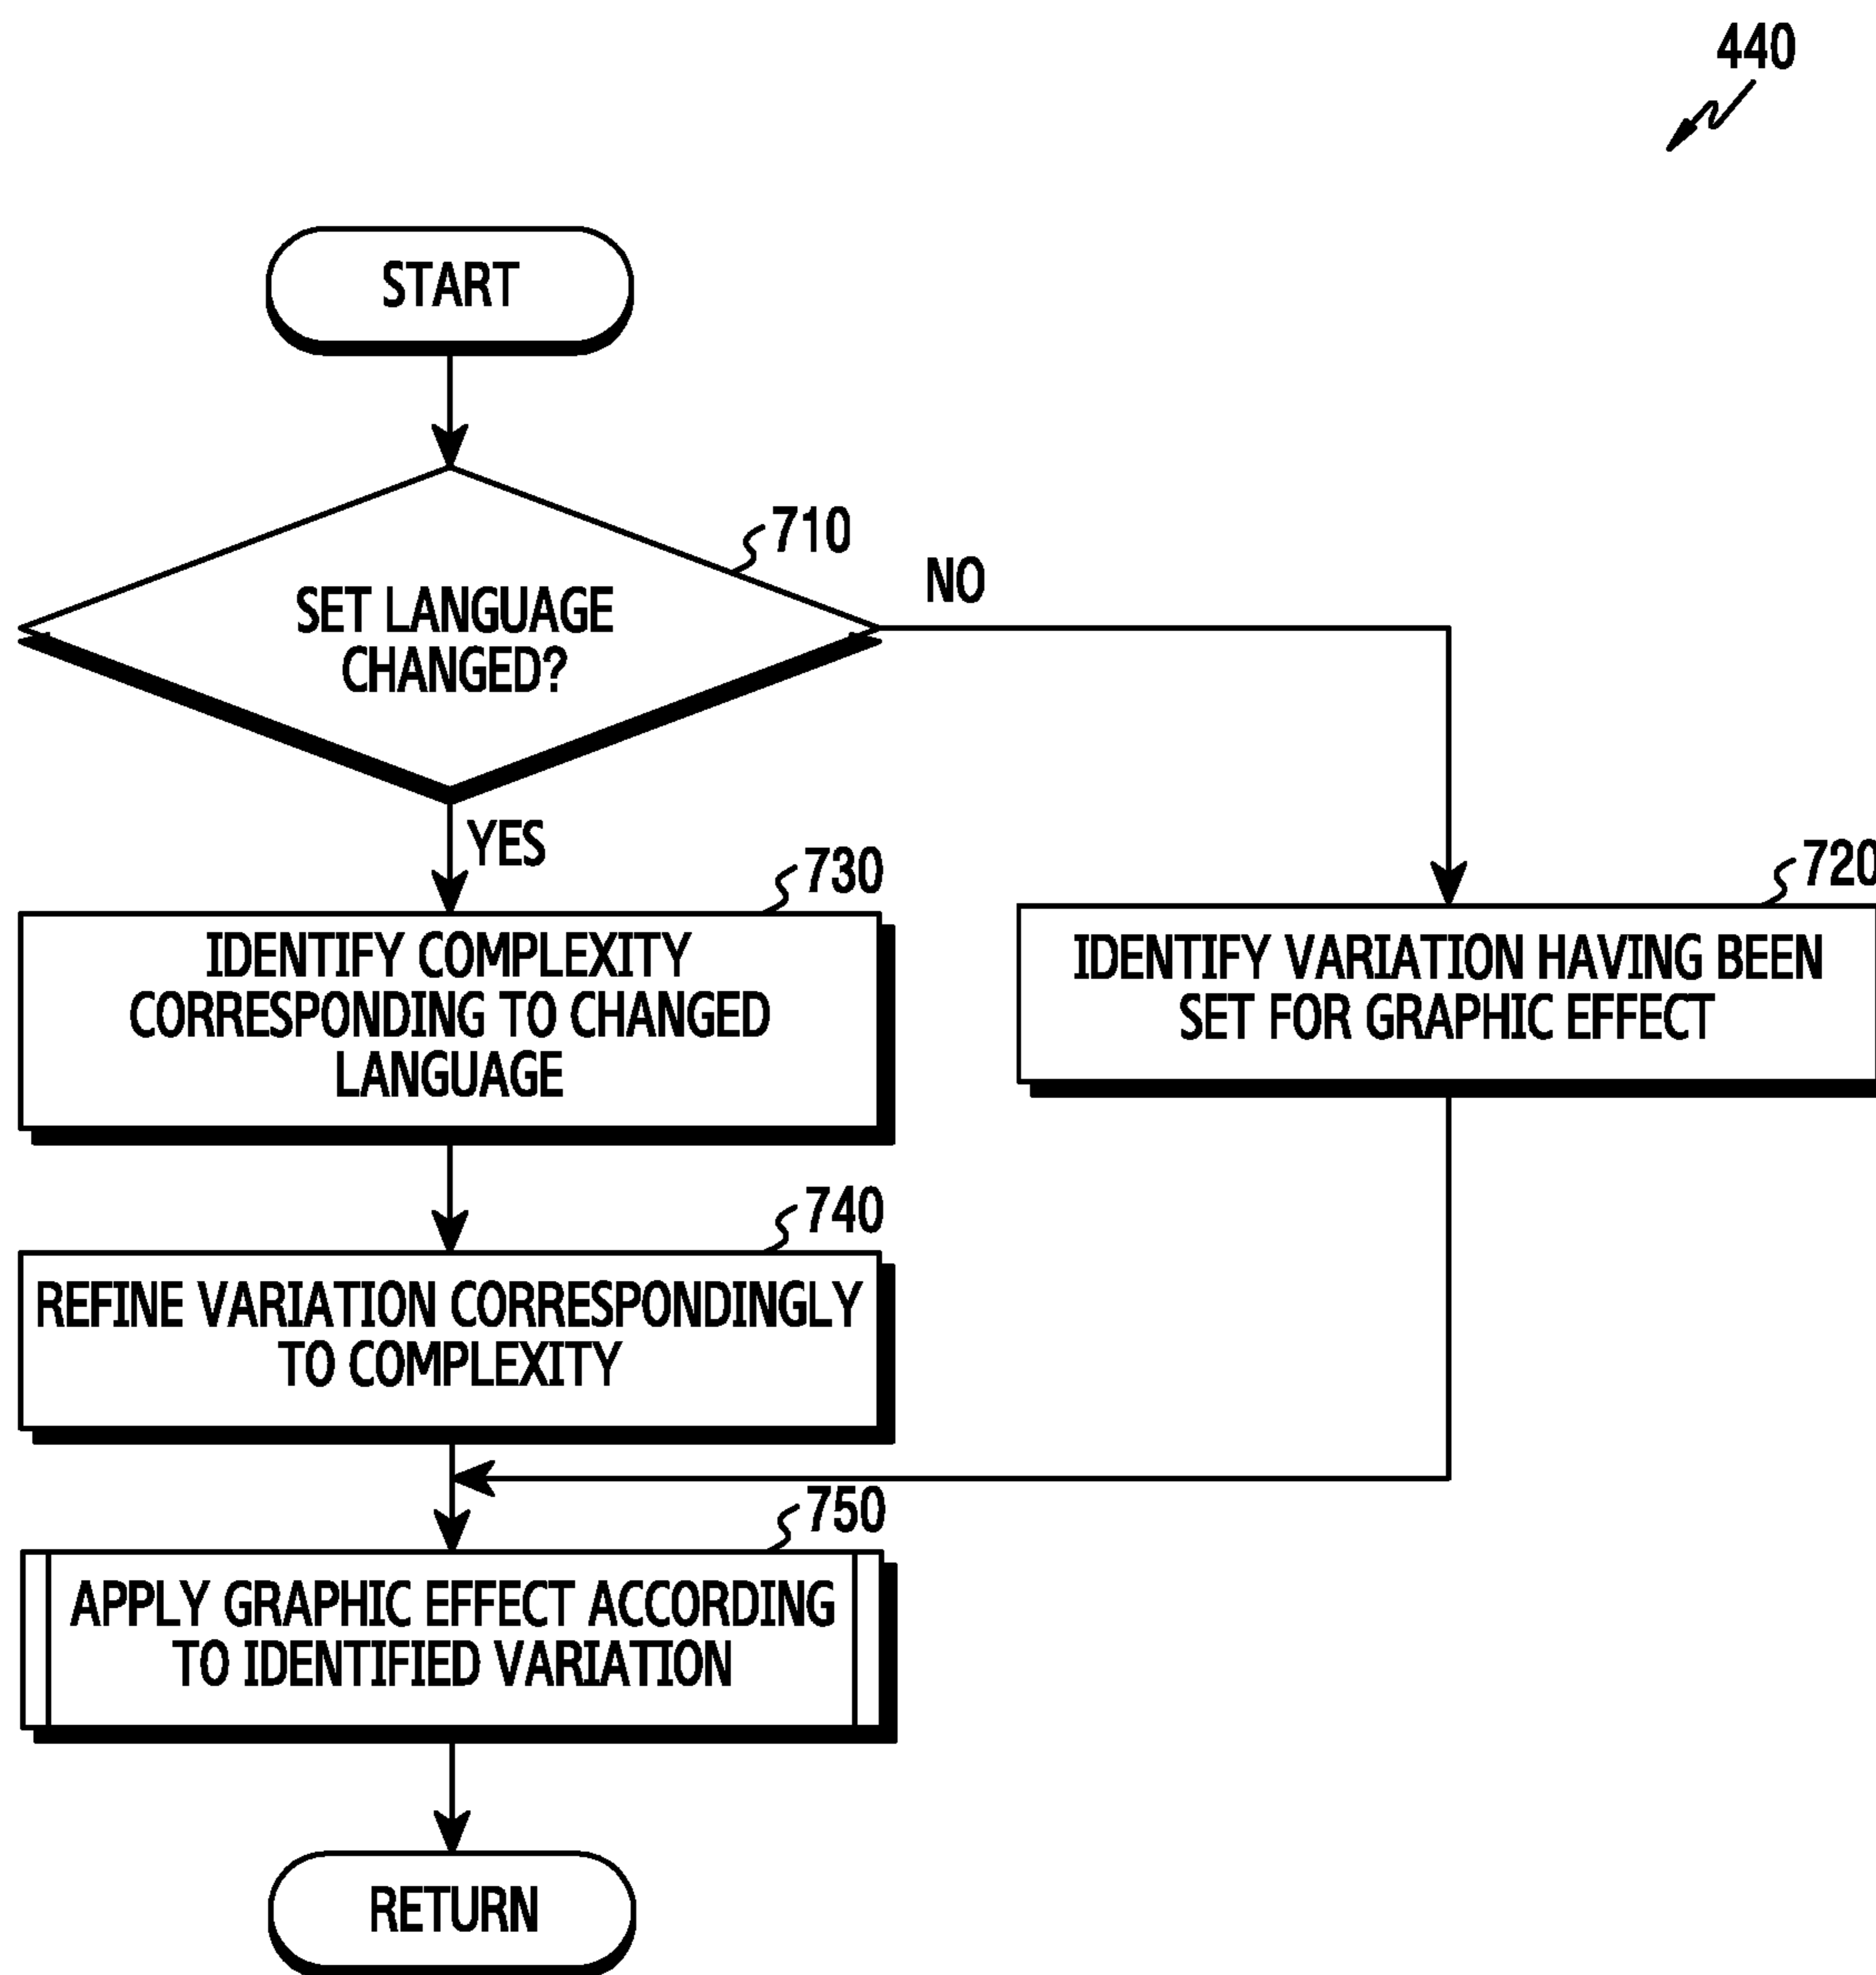 440
START
710
SET LANGUAGE
CHANGED?
NO
YES
730
IDENTIFY COMPLEXITY
CORRESPONDING TO CHANGED
LANGUAGE
720
IDENTIFY VARIATION HAVING BEEN
SET FOR GRAPHIC EFFECT
740
REFINE VARIATION CORRESPONDINGLY
TO COMPLEXITY
750
APPLY GRAPHIC EFFECT ACCORDING
TO IDENTIFIED VARIATION
RETURN